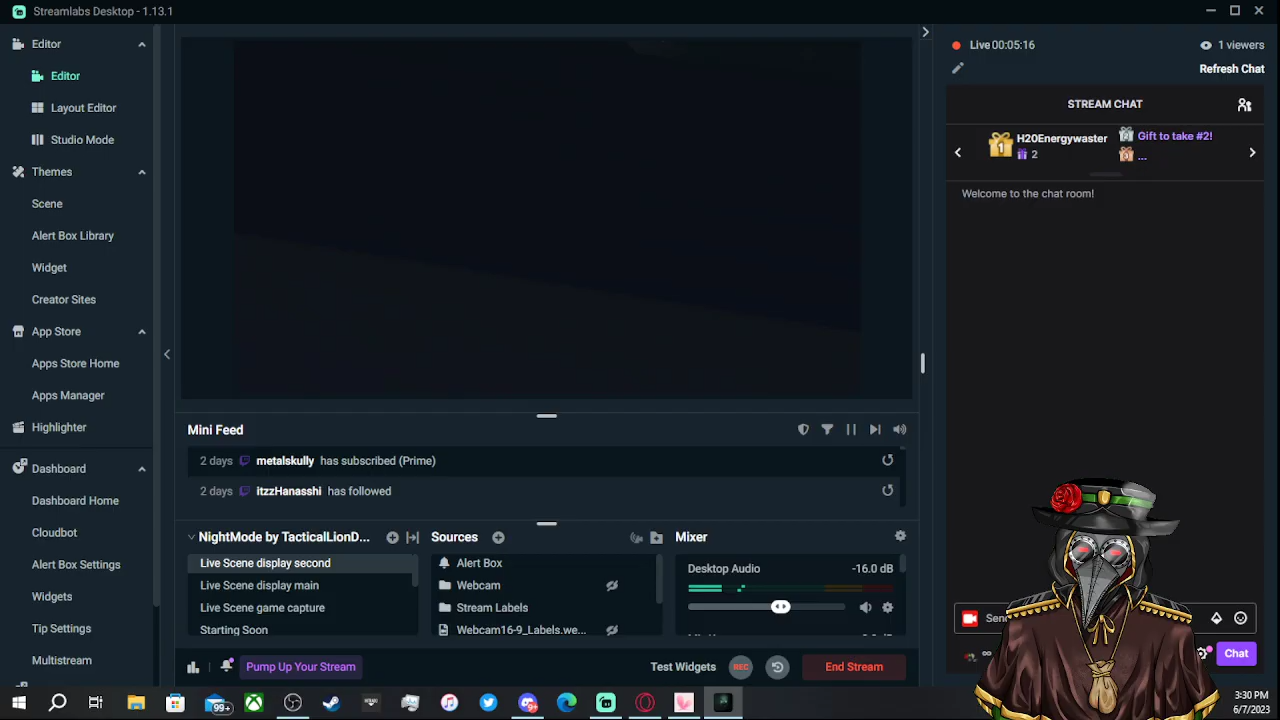 Streamlabs Desktop - 1.13.1
Editor
Editor
Layout Editor
Studio Mode
Themes
Scene
Alert Box Library
Widget
Creator Sites
App Store
Apps Store Home
Apps Manager
Highlighter
Dashboard
Dashboard Home
Cloudbot
Alert Box Settings
Widgets
Tip Settings
Multistream
Mini Feed
2 days metalskully has subscribed (Prime)
2 days itzzHanasshi has followed
NightMode by TacticalLionD...
Live Scene display second
Live Scene display main
Live Scene game capture
Starting Soon
Sources
Alert Box
Webcam
Stream Labels
Webcam16-9_Labels.we...
Mixer
Desktop Audio -16.0 dB
Pump Up Your Stream
Test Widgets REC End Stream
Live 00:05:16 1 viewers
Refresh Chat
STREAM CHAT
1 H20Energywaster 2
Gift to take #2!
...
Welcome to the chat room!
Send
Chat
99+
3:30 PM
6/7/2023